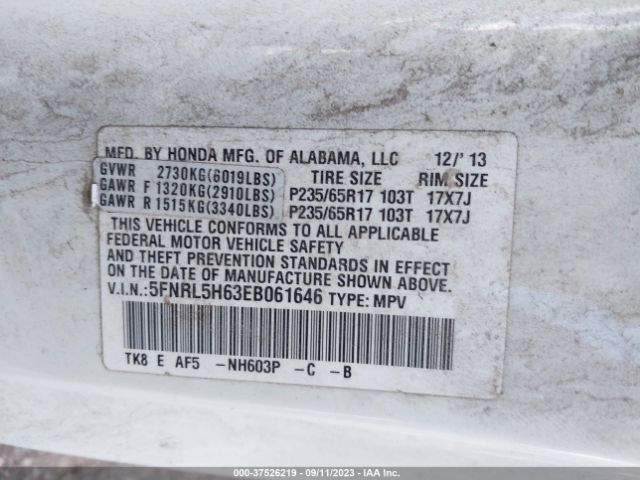 MFD. BY HONDA MFG. OF ALABAMA, LLC 12/'13
GVWR 2730KG(6019LBS) TIRE SIZE RIM SIZE
GAWR F 1320KG(2910LBS) P235/65R17 103T 17X7J
GAWR R 1515KG(3340LBS) P235/65R17 103T 17X7J
THIS VEHICLE CONFORMS TO ALL APPLICABLE
FEDERAL MOTOR VEHICLE SAFETY
AND THEFT PREVENTION STANDARDS IN EFFECT
ON THE DATE OF MANUFACTURE SHOWN ABOVE.
V.I.N.:5FNRL5H63EB061646 TYPE: MPV
TK8 E AF5 -NH603P -C -B
000-37526219 - 09/11/2023 - IAAI.com